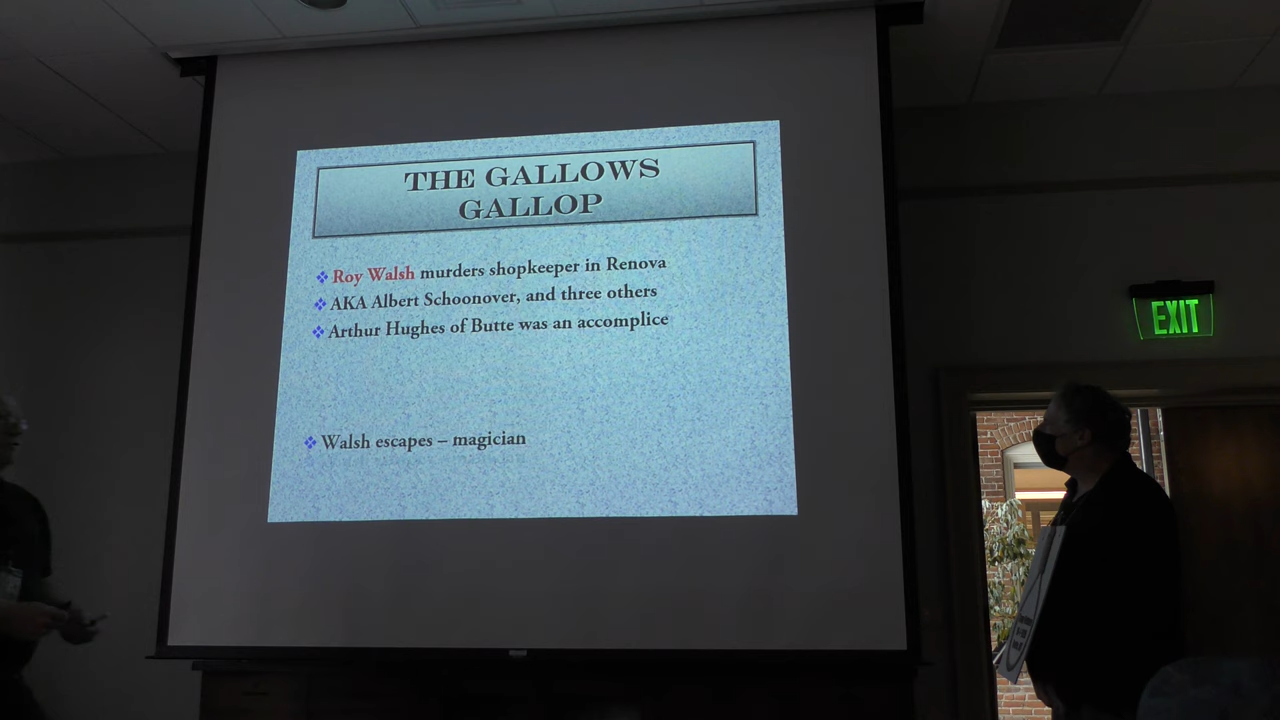 THE GALLOWS
GALLOP
Roy Walsh murders shopkeeper in Renova
AKA Albert Schoonover, and three others
Arthur Hughes of Butte was an accomplice
Walsh escapes – magician
EXIT